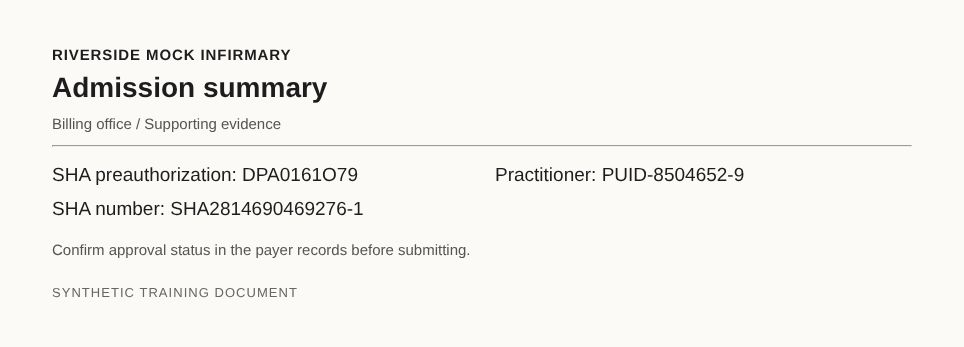 RIVERSIDE MOCK INFIRMARY
Admission summary
Billing office / Supporting evidence
SHA preauthorization: DPA0161O79
Practitioner: PUID-8504652-9
SHA number: SHA2814690469276-1
Confirm approval status in the payer records before submitting.
SYNTHETIC TRAINING DOCUMENT